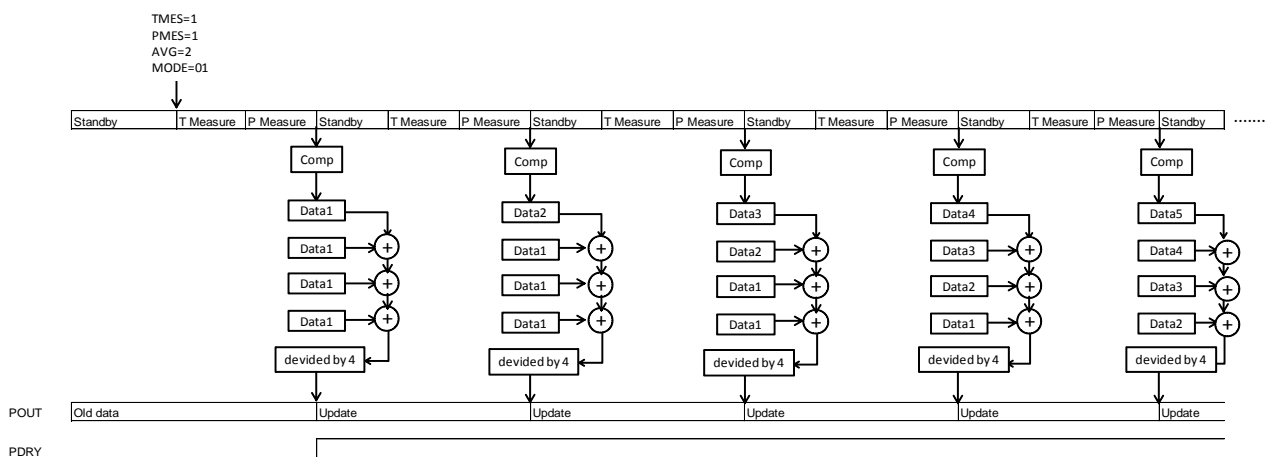 TMES=1
PMES=1
AVG=2
MODE=01
Standby T Measure P Measure Standby T Measure P Measure Standby T Measure P Measure Standby T Measure P Measure Standby T Measure P Measure Standby .......
Comp Comp Comp Comp Comp
Data1 Data2 Data3 Data4 Data5
Data1 + Data1 + Data2 + Data3 + Data4 +
Data1 + Data1 + Data1 + Data2 + Data3 +
Data1 + Data1 + Data1 + Data1 + Data2 +
devided by 4 devided by 4 devided by 4 devided by 4 devided by 4
POUT Old data Update Update Update Update Update
PDRY